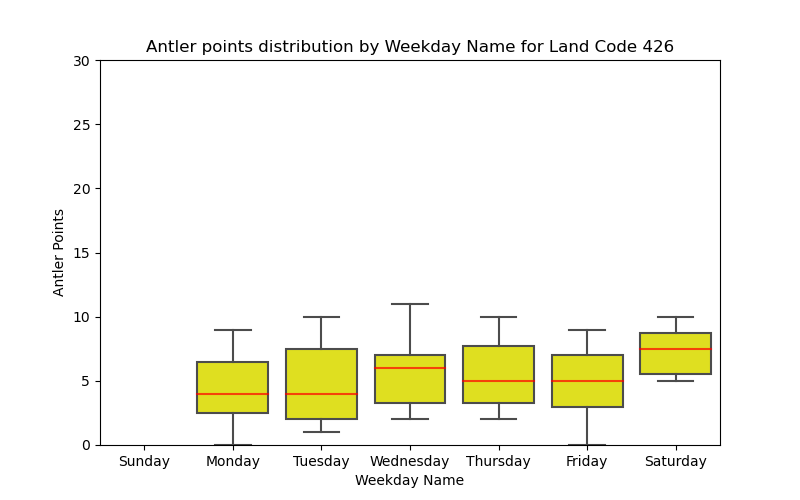 Antler points distribution by Weekday Name for Land Code 426
30
25
20
15
10
5
0
Antler Points
Sunday Monday Tuesday Wednesday Thursday Friday Saturday
Weekday Name